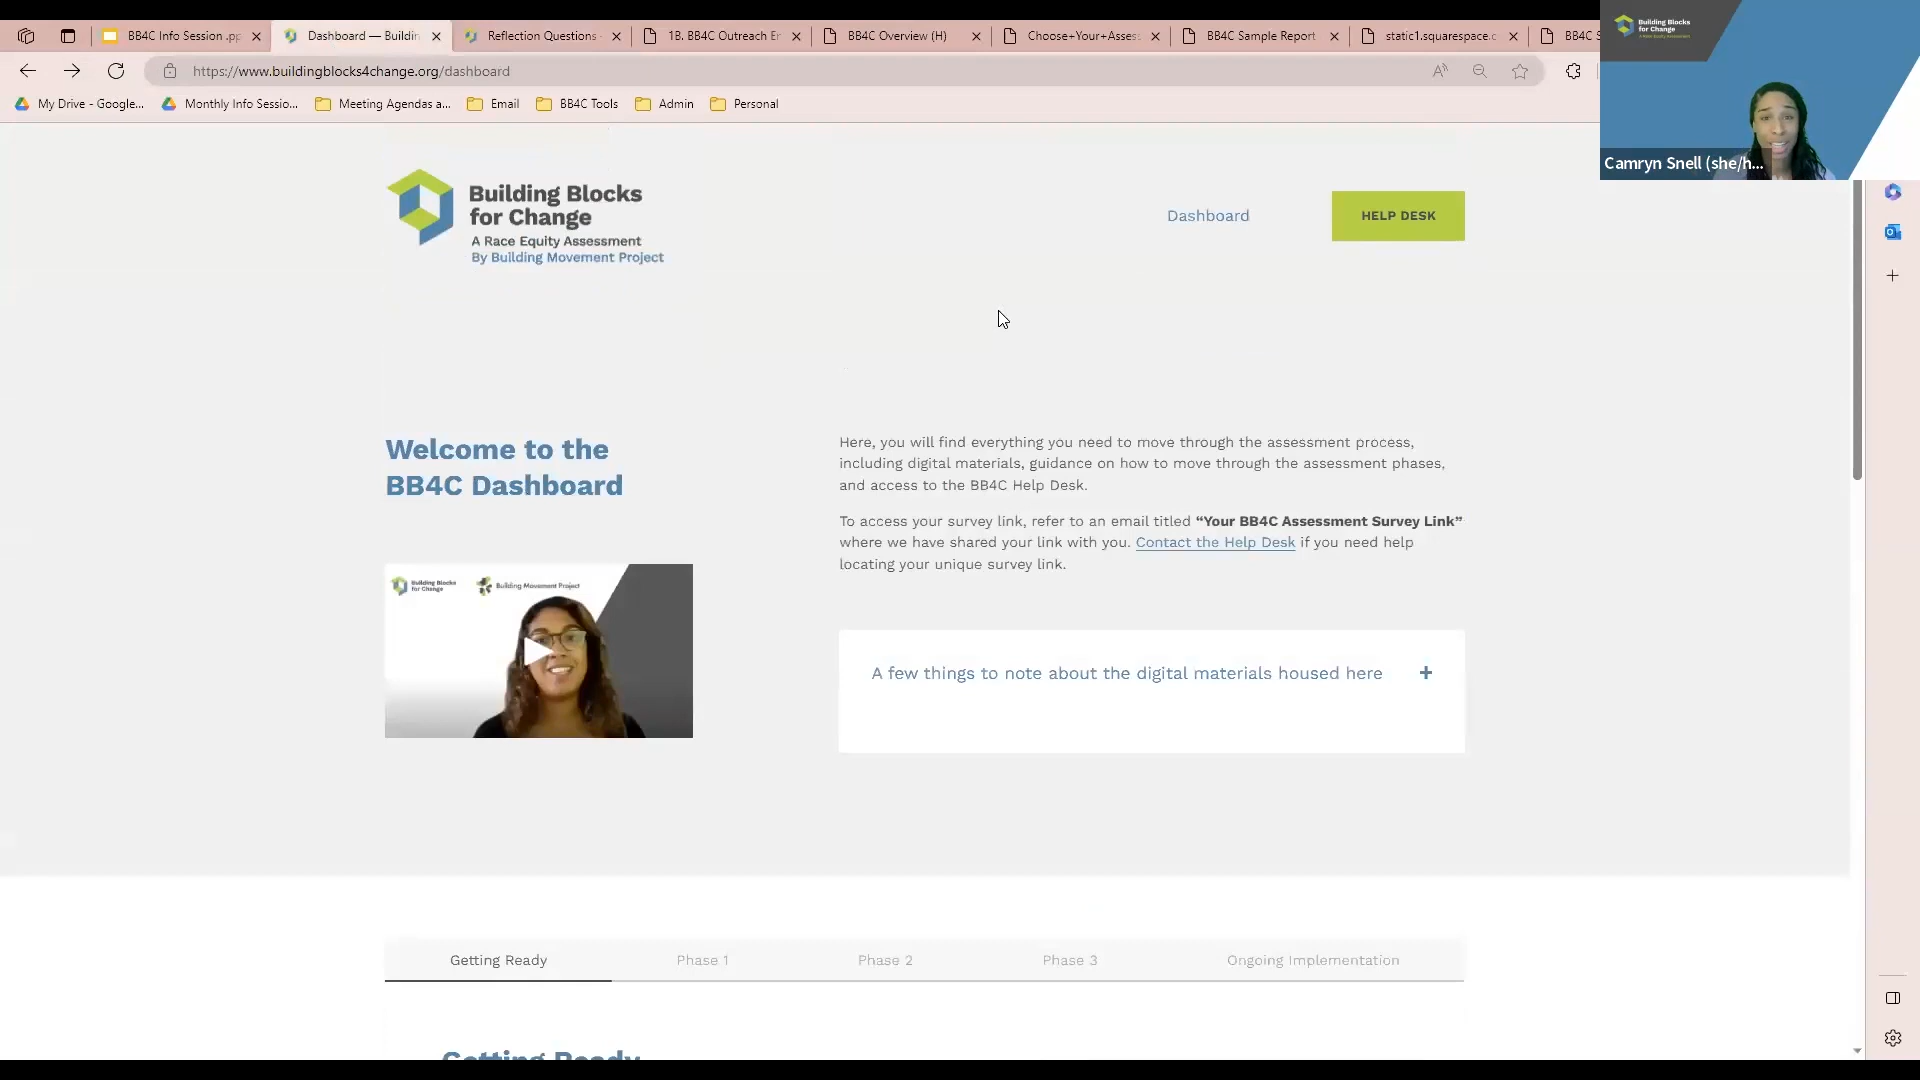 BB4C Info Session .pp
Dashboard — Buildin
Reflection Questions
1B. BB4C Outreach Er
BB4C Overview (H)
Choose+Your+Asses
BB4C Sample Report
static1.squarespace.c
BB4C S
https://www.buildingblocks4change.org/dashboard
My Drive - Google...
Monthly Info Sessio...
Meeting Agendas a...
Email
BB4C Tools
Admin
Personal
Building Blocks
for Change
Camryn Snell (she/h...
Building Blocks
for Change
A Race Equity Assessment
By Building Movement Project
Dashboard
HELP DESK
Welcome to the
BB4C Dashboard
Building Blocks
for Change
Building Movement Project
Here, you will find everything you need to move through the assessment process,
including digital materials, guidance on how to move through the assessment phases,
and access to the BB4C Help Desk.
To access your survey link, refer to an email titled “Your BB4C Assessment Survey Link”
where we have shared your link with you. Contact the Help Desk if you need help
locating your unique survey link.
A few things to note about the digital materials housed here
Getting Ready
Phase 1
Phase 2
Phase 3
Ongoing Implementation
Getting Ready